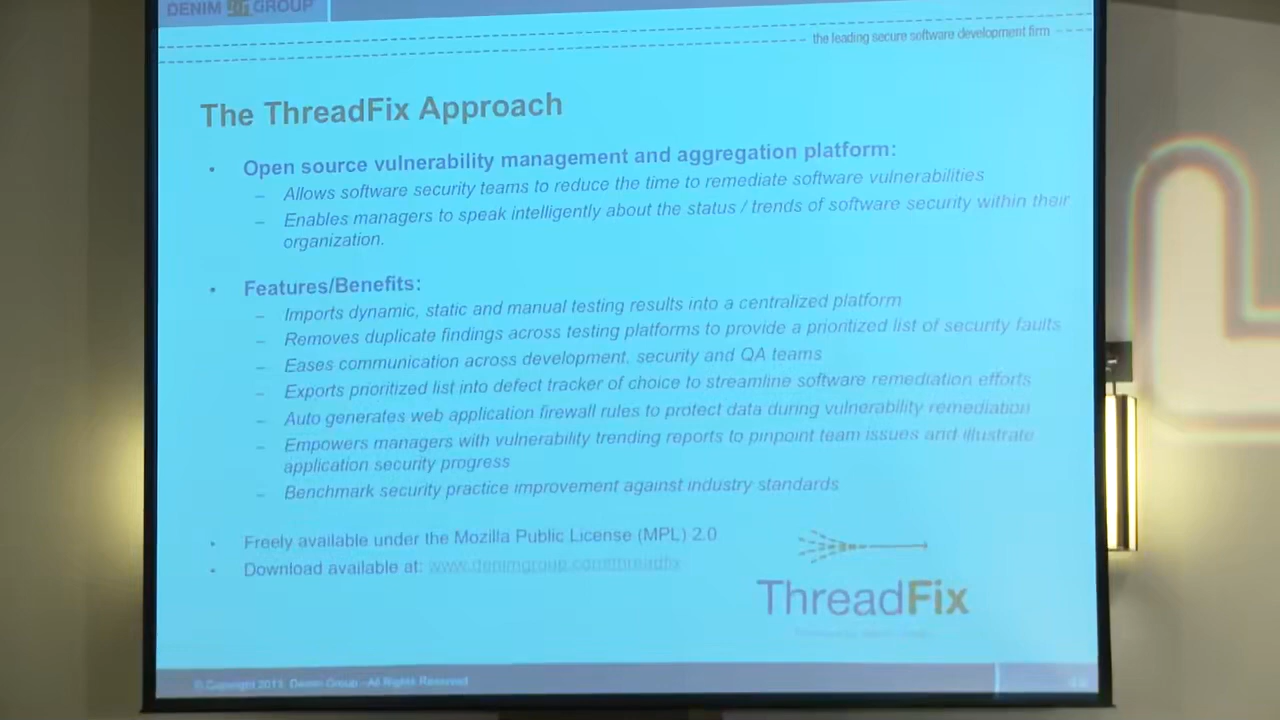 DENIM GROUP
the leading secure software development firm
The ThreadFix Approach
• Open source vulnerability management and aggregation platform:
– Allows software security teams to reduce the time to remediate software vulnerabilities
– Enables managers to speak intelligently about the status / trends of software security within their
organization.
• Features/Benefits:
– Imports dynamic, static and manual testing results into a centralized platform
– Removes duplicate findings across testing platforms to provide a prioritized list of security faults
– Eases communication across development, security and QA teams
– Exports prioritized list into defect tracker of choice to streamline software remediation efforts
– Auto generates web application firewall rules to protect data during vulnerability remediation
– Empowers managers with vulnerability trending reports to pinpoint team issues and illustrate
application security progress
– Benchmark security practice improvement against industry standards
• Freely available under the Mozilla Public License (MPL) 2.0
• Download available at: www.denimgroup.com/threadfix
ThreadFix
© Copyright 2013 Denim Group - All Rights Reserved